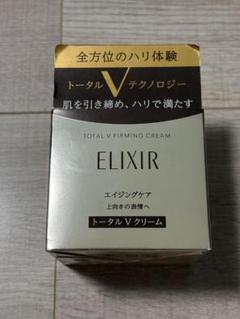 全方位のハリ体験
トータル V テクノロジー
肌を引き締め、ハリで満たす
TOTAL V FIRMING CREAM
ELIXIR
エイジングケア
上向きの表情へ
トータル V クリーム